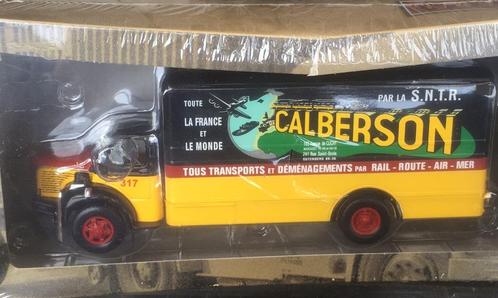 PAR LA S.N.T.R.
TOUTE
LA FRANCE
ET
LE MONDE
CALBERSON
TOUS TRANSPORTS ET DÉMÉNAGEMENTS PAR RAIL - ROUTE - AIR - MER
317